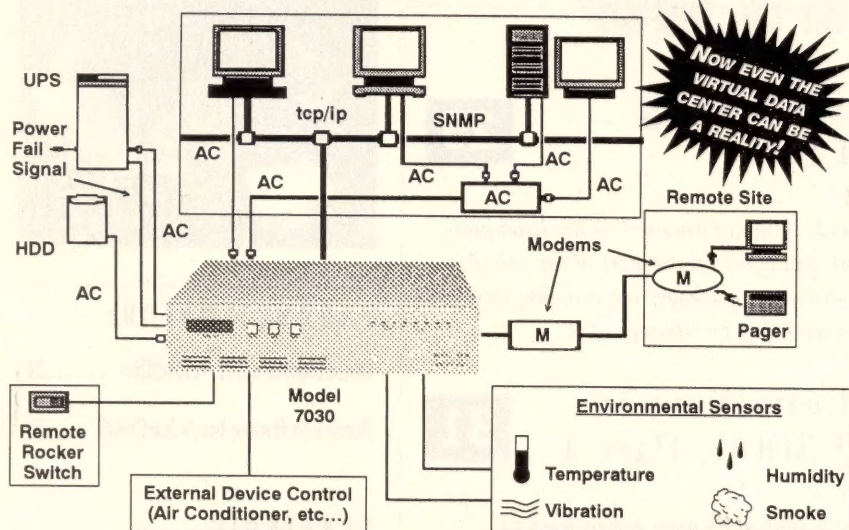 NOW EVEN THE
VIRTUAL DATA
CENTER CAN BE
A REALITY!
UPS
tcp/ip
SNMP
Power
Fail
Signal
AC
AC
AC
AC
AC
Remote Site
HDD
AC
Modems
M
AC
M
Pager
Model
7030
Remote
Rocker
Switch
External Device Control
(Air Conditioner, etc...)
Environmental Sensors
Temperature
Humidity
Vibration
Smoke